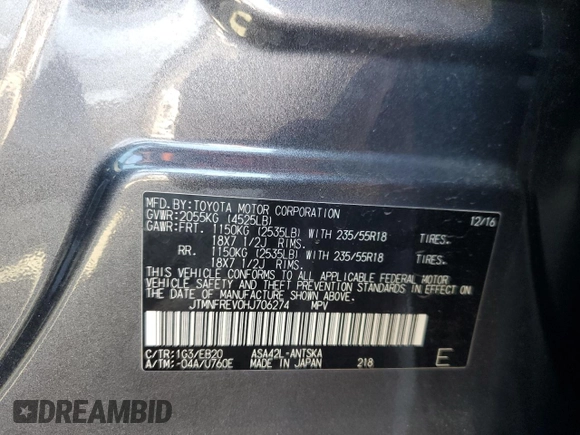 MFD.BY:TOYOTA MOTOR CORPORATION 12/16
GVWR:2055KG (4525LB)
GAWR:FRT. 1150KG (2535LB) WITH 235/55R18 TIRES.
18X7 1/2J RIMS.
RR. 1150KG (2535LB) WITH 235/55R18 TIRES.
18X7 1/2J RIMS.
THIS VEHICLE CONFORMS TO ALL APPLICABLE FEDERAL MOTOR
VEHICLE SAFETY AND THEFT PREVENTION STANDARDS IN EFFECT ON
THE DATE OF MANUFACTURE SHOWN ABOVE.
JTMNFREV0HJ706274 MPV
C/TR:1G3/EB20 ASA42L-ANTSKA
A/TM:-04A/U760E MADE IN JAPAN 218 E
DREAMBID